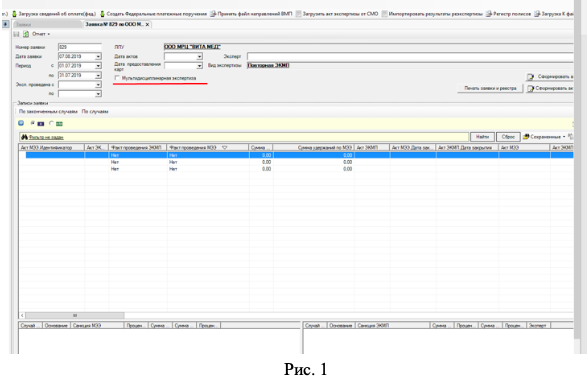 m) Загрузка сведений об оплате(фед.) Создать Федеральные платежные поручения Принять файл направлений ВМП Загрузить акт экспертизы от СМО Импортировать результаты реэкспертизы Регистр полисов Загрузка К фа
Заявки Заявка № 829 по ООО М... ×
Отчет
Номер заявки 829 ЛПУ ООО МРЦ "ВИТА МЕД"
Дата заявки 07.08.2019 Дата актов Эксперт
Период с 01.07.2019 Дата предоставления карт Вид экспертизы Повторная ЭКМП
по 31.07.2019 Мультидисциплинарная экспертиза Сформировать а
Эксп. проведена с Печать заявки и реестра Сформировать ак
по
Записи заявки
По законченным случаям По случаям
Фильтр не задан Найти Сброс Сохраненные
Акт МЭЭ Идентификатор Акт ЭК... Факт проведения ЭКМП Факт проведения МЭЭ Сумма ... Сумма удержаний по МЭЭ Акт ЭКМП Акт МЭЭ Дата зак... Акт ЭКМП Дата закрытия Акт МЭЭ Акт ЭКМП
Нет Нет 0.00 0.00
Нет Нет 0.00 0.00
Нет Нет 0.00 0.00
Случай ... Основание Санкция МЭЭ Процен... Сумма ... Сумма ... Процен... Случай ... Основание Санкция ЭКМП Сумма ... Процен... Сумма ... Процен... Эксперт
Рис. 1